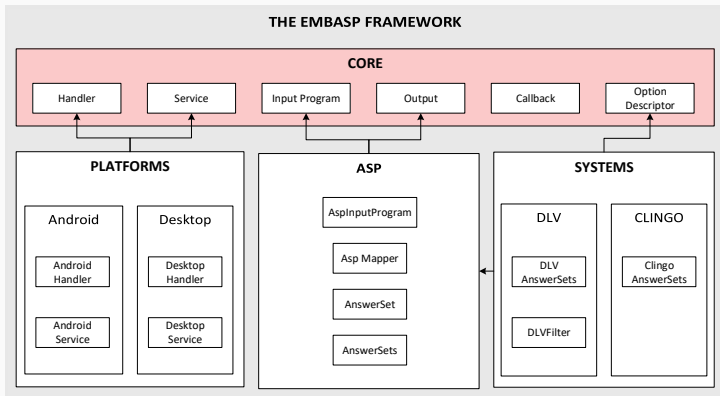 THE EMBASP FRAMEWORK
CORE
Handler
Service
Input Program
Output
Callback
Option
Descriptor
PLATFORMS
Android
Android
Handler
Android
Service
Desktop
Desktop
Handler
Desktop
Service
ASP
AspInputProgram
Asp Mapper
AnswerSet
AnswerSets
SYSTEMS
DLV
DLV
AnswerSets
DLVFilter
CLINGO
Clingo
AnswerSets